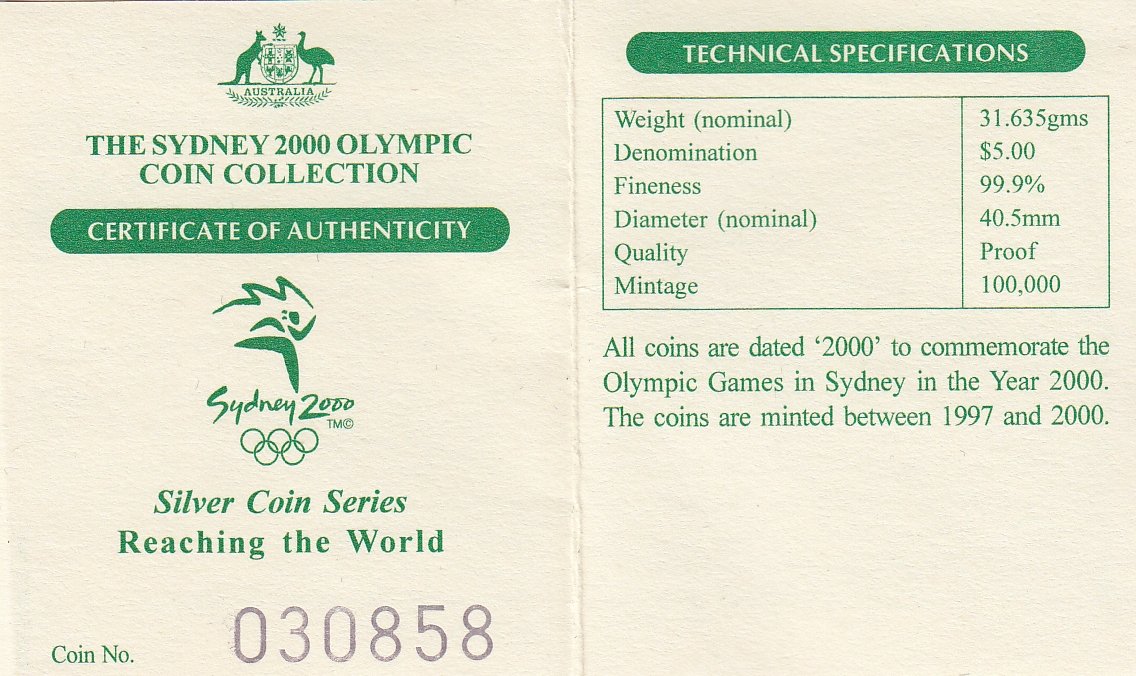 AUSTRALIA
THE SYDNEY 2000 OLYMPIC
COIN COLLECTION
CERTIFICATE OF AUTHENTICITY
Sydney 2000
TM©
Silver Coin Series
Reaching the World
Coin No. 030858
TECHNICAL SPECIFICATIONS
Weight (nominal) 31.635gms
Denomination $5.00
Fineness 99.9%
Diameter (nominal) 40.5mm
Quality Proof
Mintage 100,000
All coins are dated ‘2000’ to commemorate the
Olympic Games in Sydney in the Year 2000.
The coins are minted between 1997 and 2000.